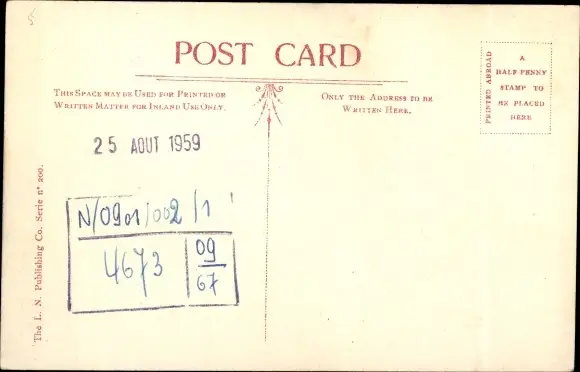 POST CARD
THIS SPACE MAY BE USED FOR PRINTED OR
WRITTEN MATTER FOR INLAND USE ONLY.
ONLY THE ADDRESS TO BE
WRITTEN HERE.
PRINTED ABROAD
A
HALF PENNY
STAMP TO
BE PLACED
HERE
25 AOUT 1959
N/0901/002/1
4673
09
67
The L. N. Publishing Co. Serie nº 200.